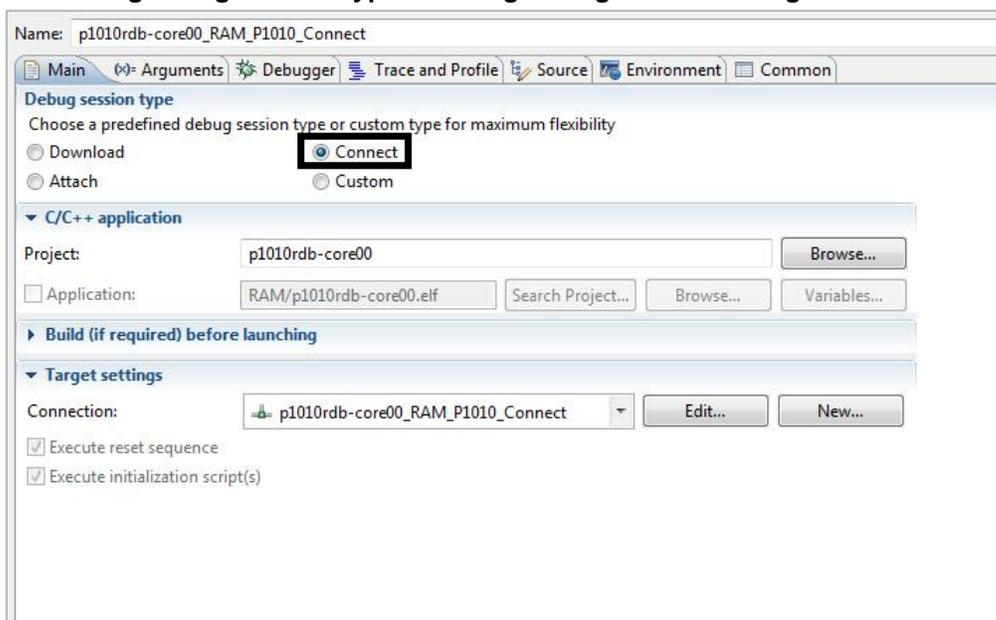 Name: p1010rdb-core00_RAM_P1010_Connect
Main (x)= Arguments Debugger Trace and Profile Source Environment Common
Debug session type
Choose a predefined debug session type or custom type for maximum flexibility
Download Connect
Attach Custom
C/C++ application
Project: p1010rdb-core00 Browse...
Application: RAM/p1010rdb-core00.elf Search Project... Browse... Variables...
Build (if required) before launching
Target settings
Connection: p1010rdb-core00_RAM_P1010_Connect Edit... New...
Execute reset sequence
Execute initialization script(s)